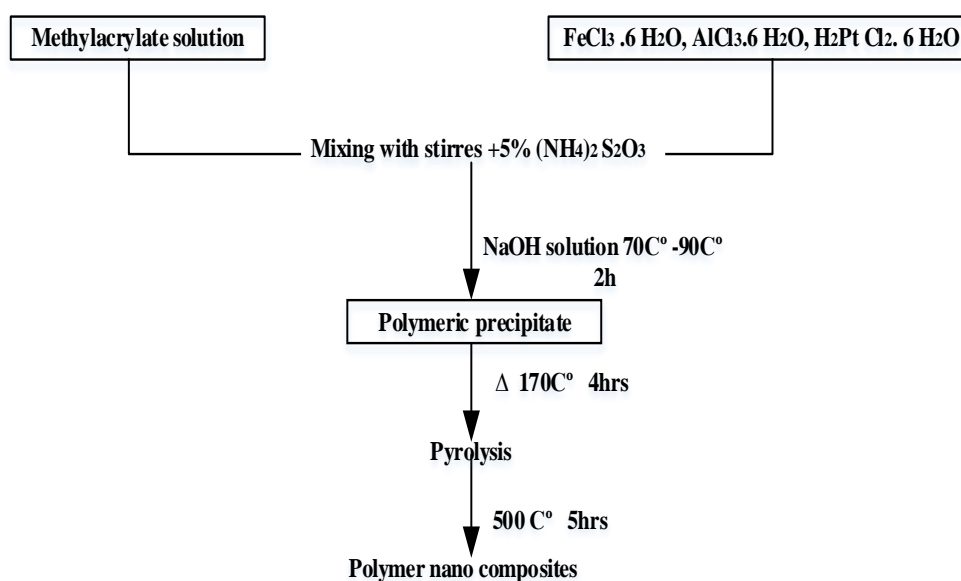 Methylacrylate solution
FeCl3 .6 H2O, AlCl3.6 H2O, H2Pt Cl2. 6 H2O
Mixing with stirres +5% (NH4)2 S2O3
NaOH solution 70Cº -90Cº
2h
Polymeric precipitate
Δ 170Cº 4hrs
Pyrolysis
500 Cº 5hrs
Polymer nano composites